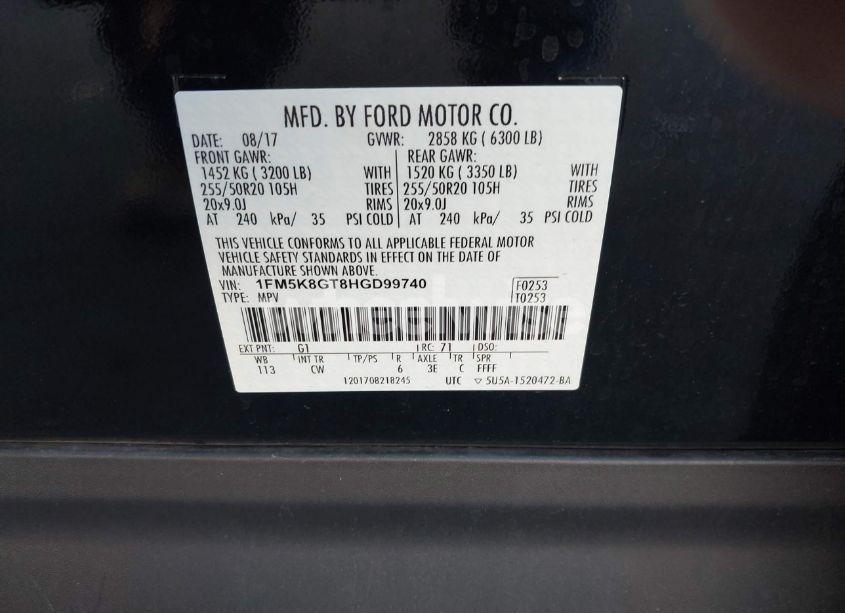 MFD. BY FORD MOTOR CO.
DATE: 08/17 GVWR: 2858 KG ( 6300 LB)
FRONT GAWR: REAR GAWR:
1452 KG ( 3200 LB) WITH 1520 KG ( 3350 LB) WITH
255/50R20 105H TIRES 255/50R20 105H TIRES
20x9.0J RIMS 20x9.0J RIMS
AT 240 kPa/ 35 PSI COLD AT 240 kPa/ 35 PSI COLD
THIS VEHICLE CONFORMS TO ALL APPLICABLE FEDERAL MOTOR
VEHICLE SAFETY STANDARDS IN EFFECT ON THE DATE OF
MANUFACTURE SHOWN ABOVE.
VIN: 1FM5K8GT8HGD99740 F0253
TYPE: MPV T0253
EXT PNT: G1 RC: 71 DSO:
WB INT TR TP/PS R AXLE TR SPR
113 CW 6 3E C FFFF
1201708218245 UTC ▽ 5U5A-1520472-BA